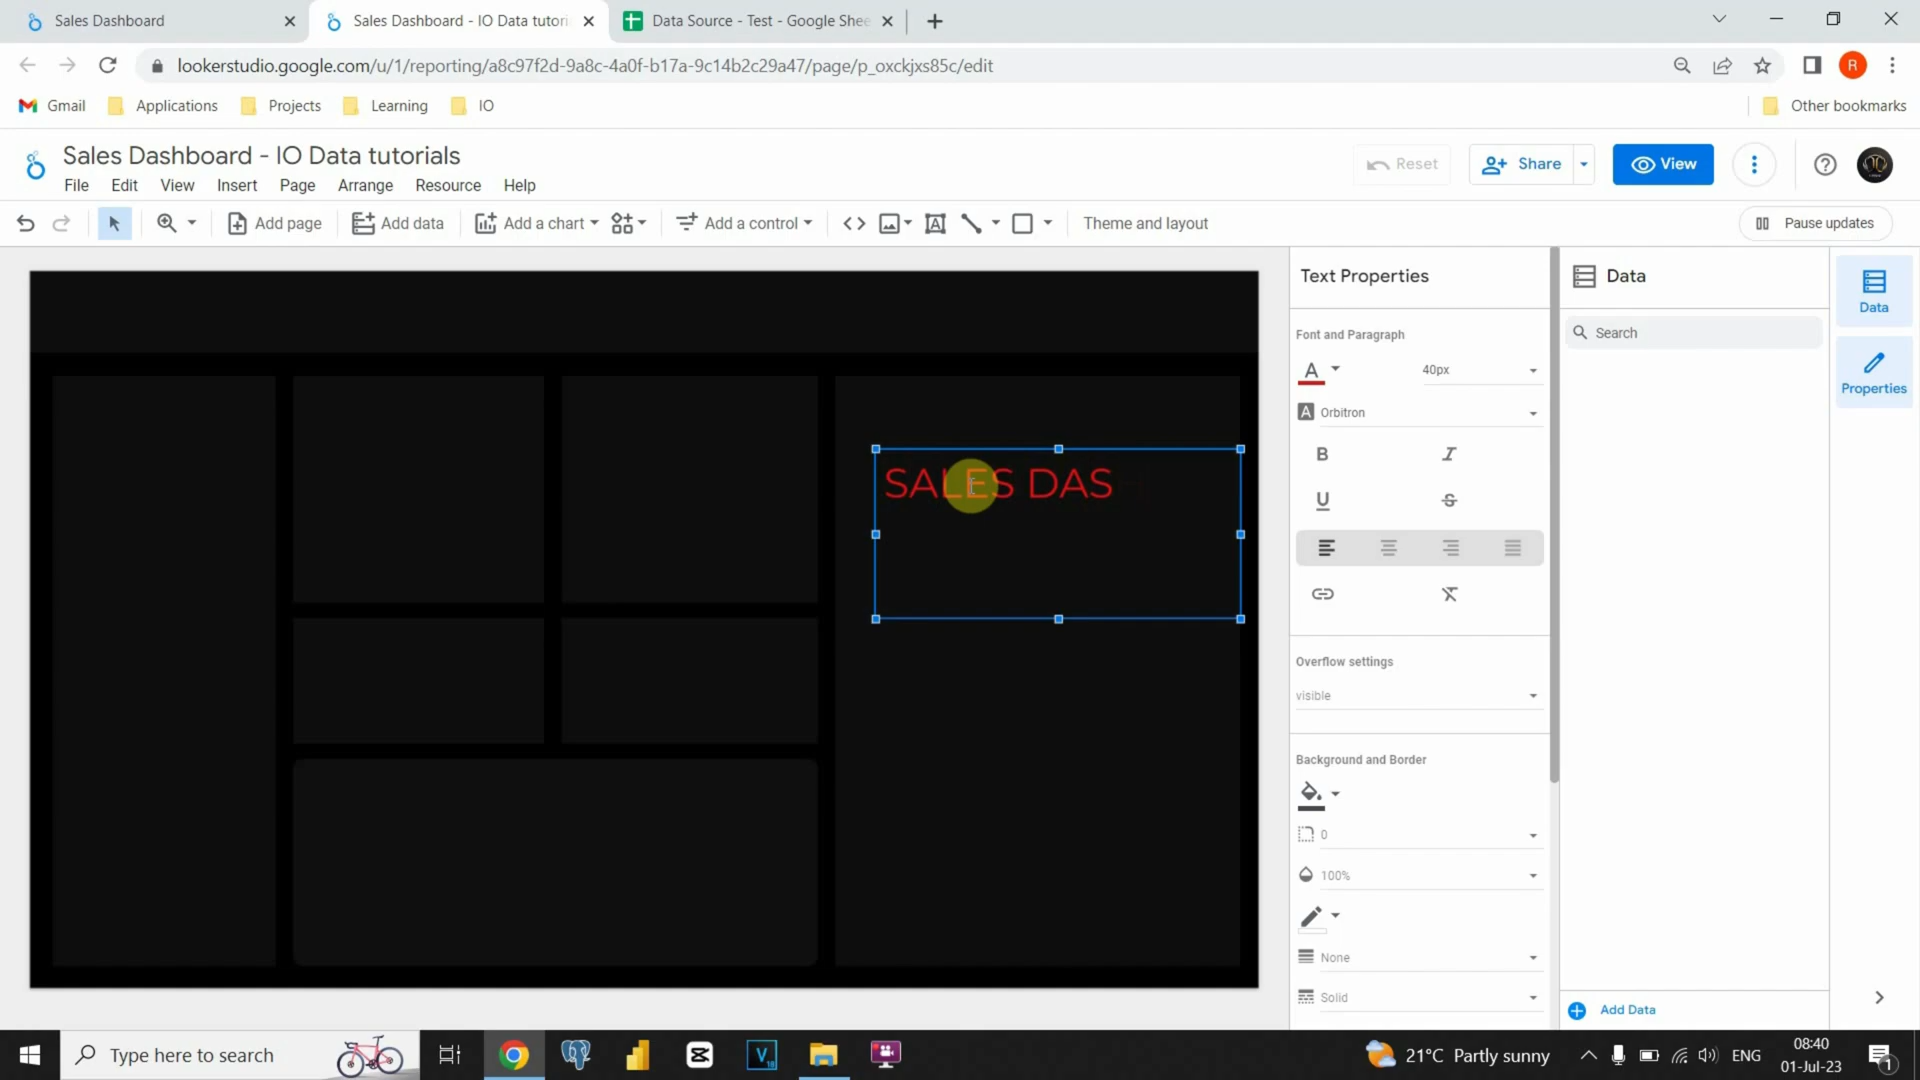 Sales Dashboard
Sales Dashboard - IO Data tutori
Data Source - Test - Google Shee
lookerstudio.google.com/u/1/reporting/a8c97f2d-9a8c-4a0f-b17a-9c14b2c29a47/page/p_oxckjxs85c/edit
R
Gmail
Applications
Projects
Learning
IO
Other bookmarks
Sales Dashboard - IO Data tutorials
File Edit View Insert Page Arrange Resource Help
Reset
Share
View
Add page
Add data
Add a chart
Add a control
Theme and layout
Pause updates
SALES DASH
Text Properties
Font and Paragraph
A
40px
A Orbitron
B
I
U
S
Overflow settings
visible
Background and Border
0
100%
None
Solid
Data
Search
Add Data
Data
Properties
Type here to search
21°C Partly sunny
ENG
08:40
01-Jul-23
1